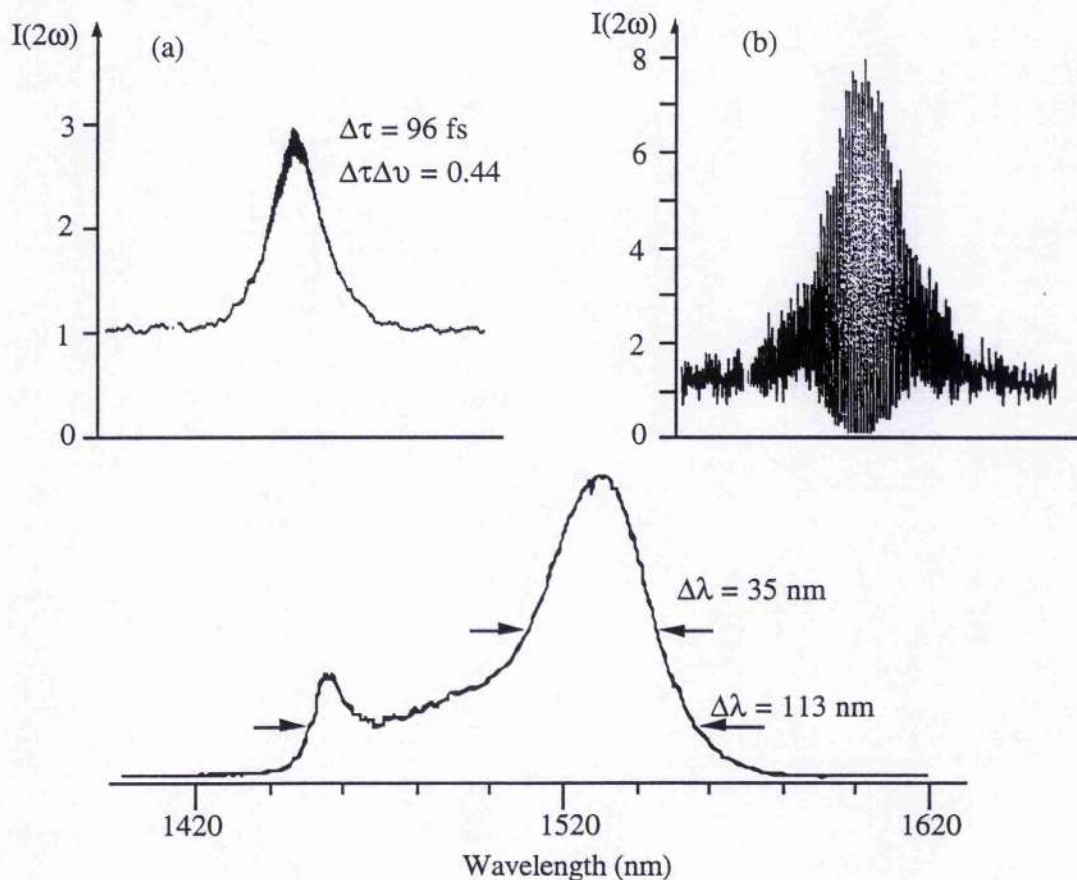 I(2ω)
(a)
3
2
1
0
Δτ = 96 fs
ΔτΔυ = 0.44
I(2ω)
(b)
8
6
4
2
0
Δλ = 35 nm
Δλ = 113 nm
1420
1520
1620
Wavelength (nm)